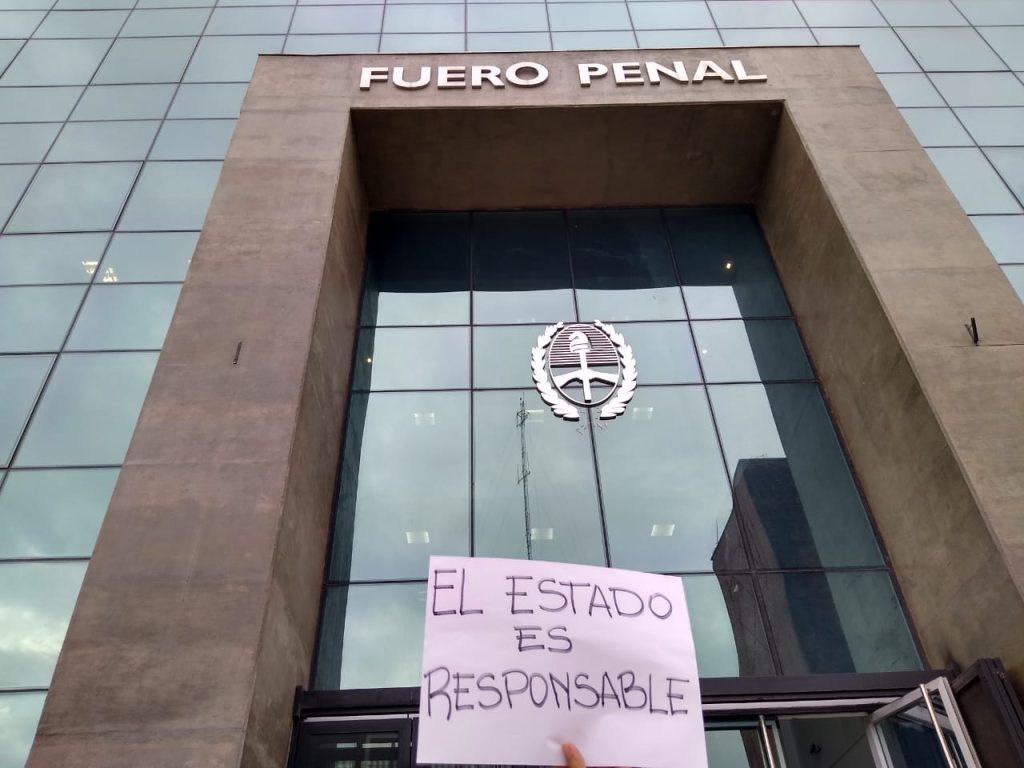 FUERO PENAL
EL ESTADO
ES
RESPONSABLE